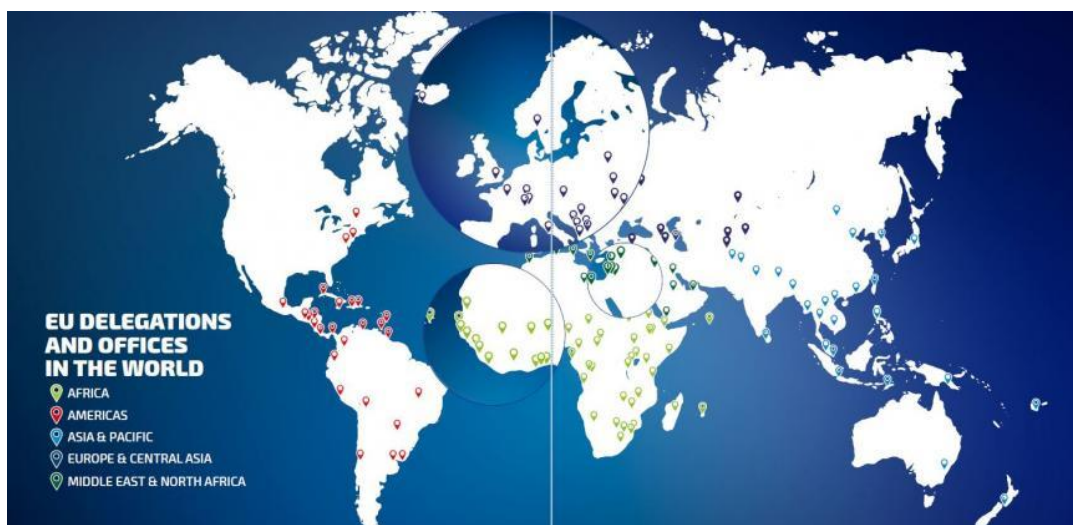 EU DELEGATIONS
AND OFFICES
IN THE WORLD
AFRICA
AMERICAS
ASIA & PACIFIC
EUROPE & CENTRAL ASIA
MIDDLE EAST & NORTH AFRICA